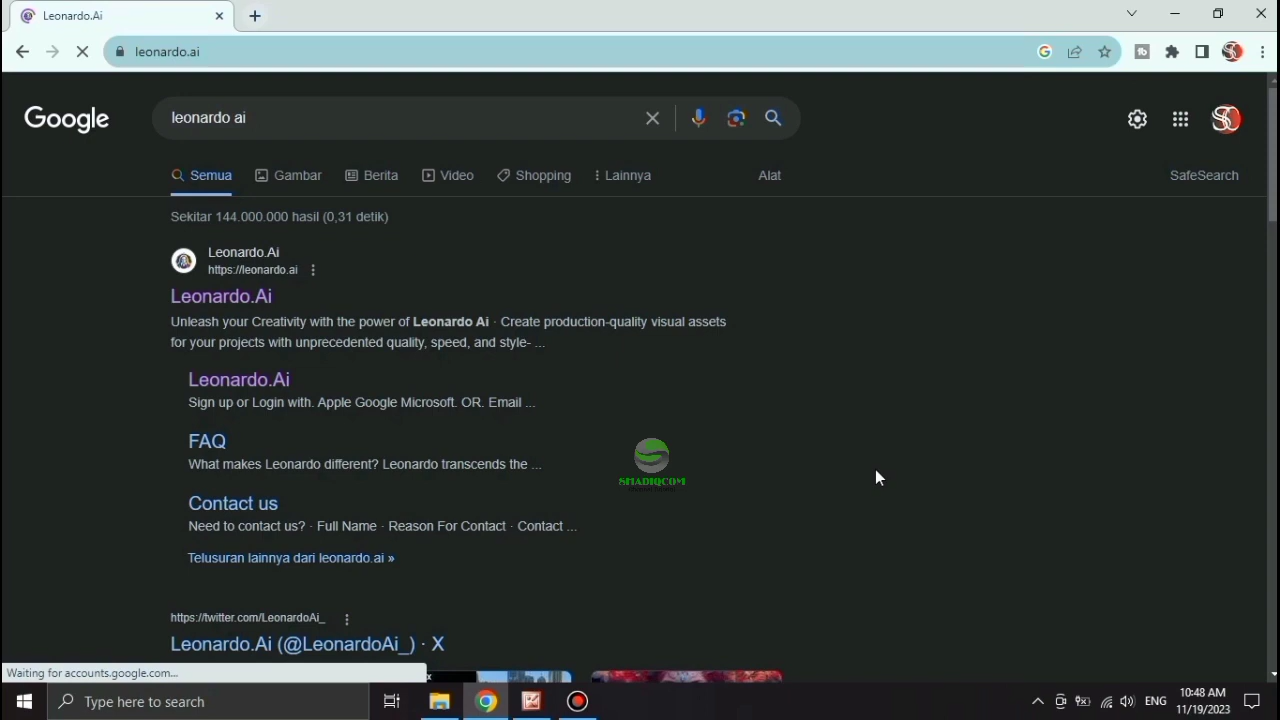 Leonardo.Ai
leonardo.ai
Google
leonardo ai
Semua
Gambar
Berita
Video
Shopping
Lainnya
Alat
SafeSearch
Sekitar 144.000.000 hasil (0,31 detik)
Leonardo.Ai
https://leonardo.ai
Leonardo.Ai
Unleash your Creativity with the power of Leonardo Ai · Create production-quality visual assets
for your projects with unprecedented quality, speed, and style- ...
Leonardo.Ai
Sign up or Login with. Apple Google Microsoft. OR. Email ...
FAQ
What makes Leonardo different? Leonardo transcends the ...
SHADIQCOM
Contact us
Need to contact us? · Full Name · Reason For Contact · Contact ...
Telusuran lainnya dari leonardo.ai »
https://twitter.com/LeonardoAi_
Leonardo.Ai (@LeonardoAi_) · X
Waiting for accounts.google.com...
Type here to search
ENG
10:48 AM
11/19/2023